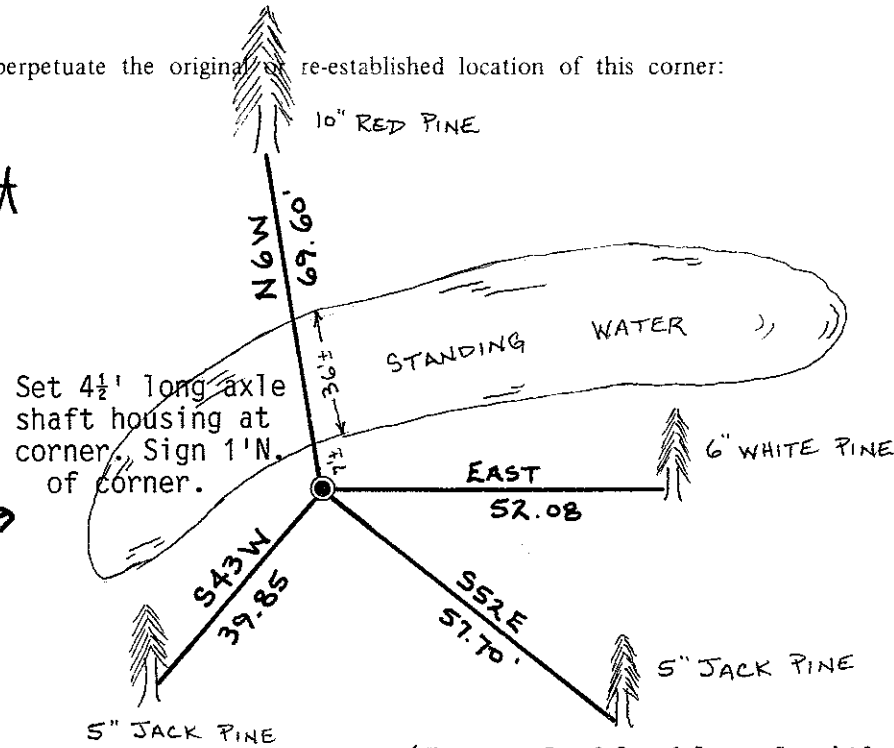 perpetuate the original or re-established location of this corner:
10" RED PINE
N6W
69.60'
STANDING WATER
36'±
Set 4½' long axle
shaft housing at
corner. Sign 1'N.
of corner.
6" WHITE PINE
EAST
52.08
S43W
39.85
S52E
57.70'
5" JACK PINE
5" JACK PINE